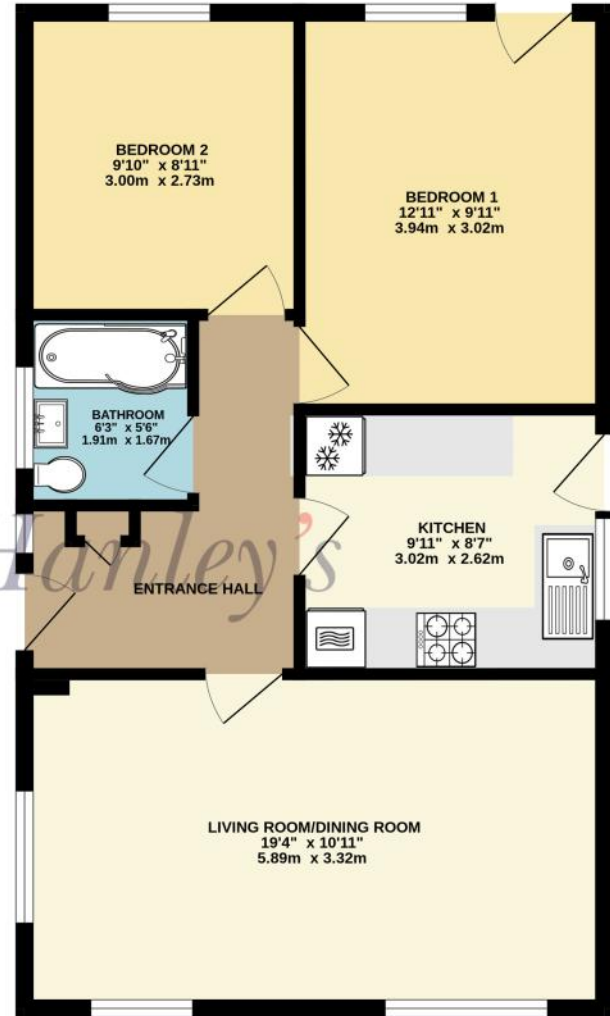 BEDROOM 2
9'10" x 8'11"
3.00m x 2.73m
BEDROOM 1
12'11" x 9'11"
3.94m x 3.02m
BATHROOM
6'3" x 5'6"
1.91m x 1.67m
KITCHEN
9'11" x 8'7"
3.02m x 2.62m
Hanley's
ENTRANCE HALL
LIVING ROOM/DINING ROOM
19'4" x 10'11"
5.89m x 3.32m